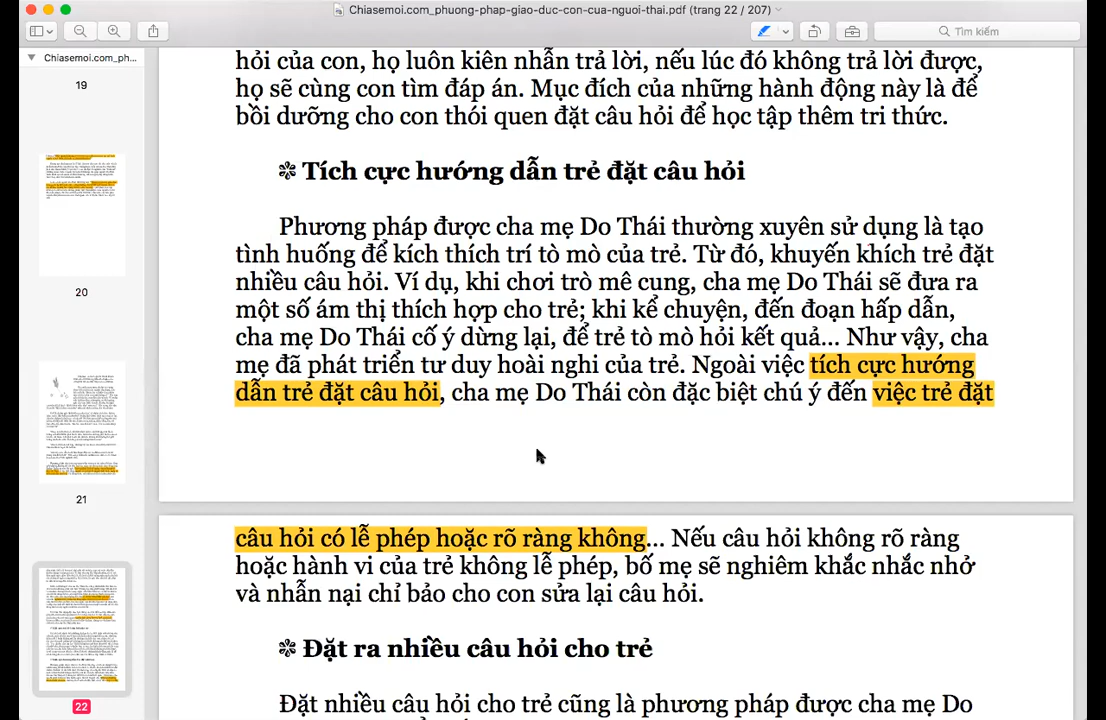 Chiasemoi.com_phuong-phap-giao-duc-con-cua-nguoi-thai.pdf (trang 22 / 207)
Tìm kiếm
Chiasemoi.com_ph...
19
20
21
22
hỏi của con, họ luôn kiên nhẫn trả lời, nếu lúc đó không trả lời được,
họ sẽ cùng con tìm đáp án. Mục đích của những hành động này là để
bồi dưỡng cho con thói quen đặt câu hỏi để học tập thêm tri thức.
❇ Tích cực hướng dẫn trẻ đặt câu hỏi
Phương pháp được cha mẹ Do Thái thường xuyên sử dụng là tạo
tình huống để kích thích trí tò mò của trẻ. Từ đó, khuyến khích trẻ đặt
nhiều câu hỏi. Ví dụ, khi chơi trò mê cung, cha mẹ Do Thái sẽ đưa ra
một số ám thị thích hợp cho trẻ; khi kể chuyện, đến đoạn hấp dẫn,
cha mẹ Do Thái cố ý dừng lại, để trẻ tò mò hỏi kết quả... Như vậy, cha
mẹ đã phát triển tư duy hoài nghi của trẻ. Ngoài việc tích cực hướng
dẫn trẻ đặt câu hỏi, cha mẹ Do Thái còn đặc biệt chú ý đến việc trẻ đặt
câu hỏi có lễ phép hoặc rõ ràng không... Nếu câu hỏi không rõ ràng
hoặc hành vi của trẻ không lễ phép, bố mẹ sẽ nghiêm khắc nhắc nhở
và nhẫn nại chỉ bảo cho con sửa lại câu hỏi.
❇ Đặt ra nhiều câu hỏi cho trẻ
Đặt nhiều câu hỏi cho trẻ cũng là phương pháp được cha mẹ Do